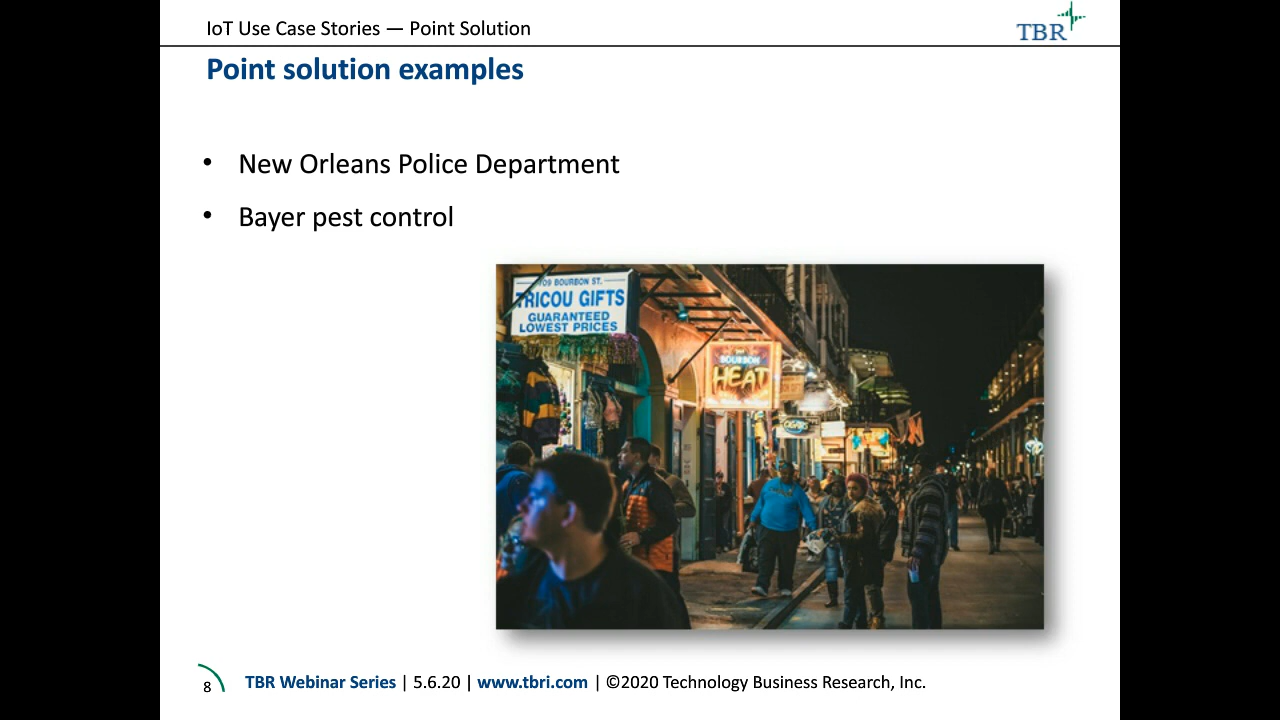 IoT Use Case Stories — Point Solution
TBR
Point solution examples
• New Orleans Police Department
• Bayer pest control
709 BOURBON ST.
TRICOU GIFTS
GUARANTEED
LOWEST PRICES
BOURBON
HEAT
CIGARS
8
TBR Webinar Series | 5.6.20 | www.tbri.com | ©2020 Technology Business Research, Inc.